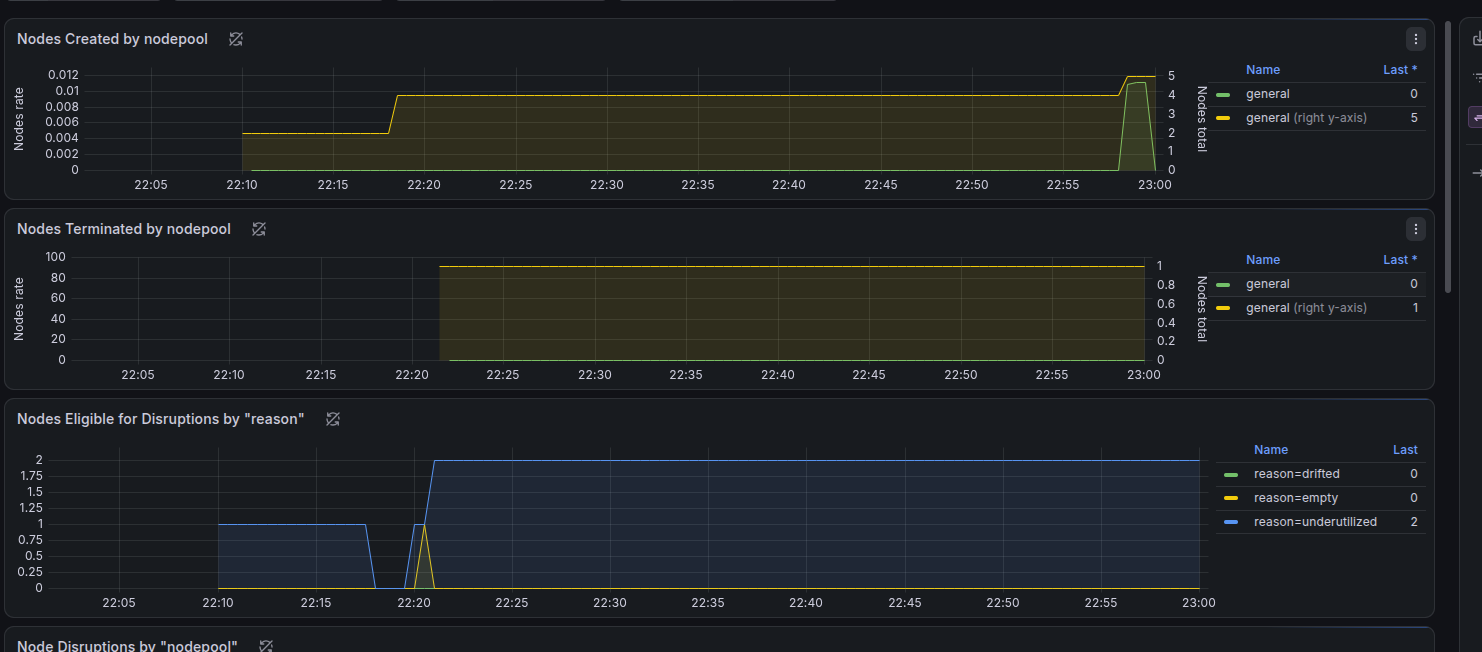 Nodes Created by nodepool
Name Last *
0.012 5
0.01 4
0.008 3
0.006
0.004 2
0.002 1
0 0
Nodes rate
Nodes total
general 0
general (right y-axis) 5
22:05 22:10 22:15 22:20 22:25 22:30 22:35 22:40 22:45 22:50 22:55 23:00
Nodes Terminated by nodepool
Name Last *
100
80
60
40
20
0
Nodes rate
1
0.8
0.6
0.4
0.2
0
Nodes total
general 0
general (right y-axis) 1
22:05 22:10 22:15 22:20 22:25 22:30 22:35 22:40 22:45 22:50 22:55 23:00
Nodes Eligible for Disruptions by "reason"
Name Last
2
1.75
1.5
1.25
1
0.75
0.5
0.25
0
reason=drifted 0
reason=empty 0
reason=underutilized 2
22:05 22:10 22:15 22:20 22:25 22:30 22:35 22:40 22:45 22:50 22:55 23:00
Node Disruptions by "nodepool"